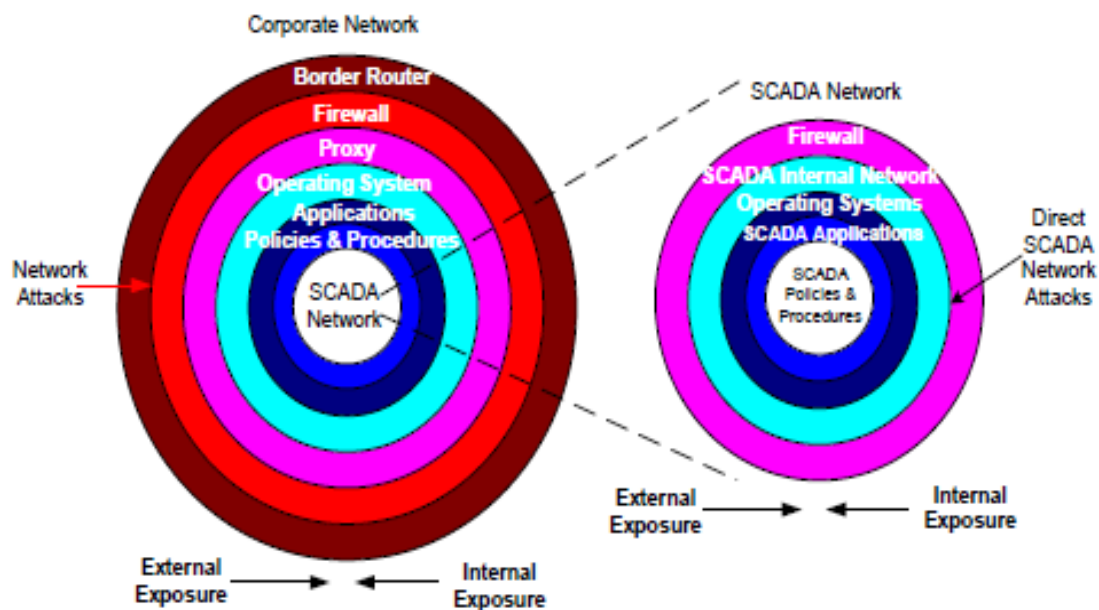 Corporate Network
Border Router
Firewall
Proxy
Operating System
Applications
Policies & Procedures
SCADA
Network
Network
Attacks
External
Exposure
Internal
Exposure
SCADA Network
Firewall
SCADA Internal Network
Operating Systems
SCADA Applications
SCADA
Policies &
Procedures
Direct
SCADA
Network
Attacks
External
Exposure
Internal
Exposure